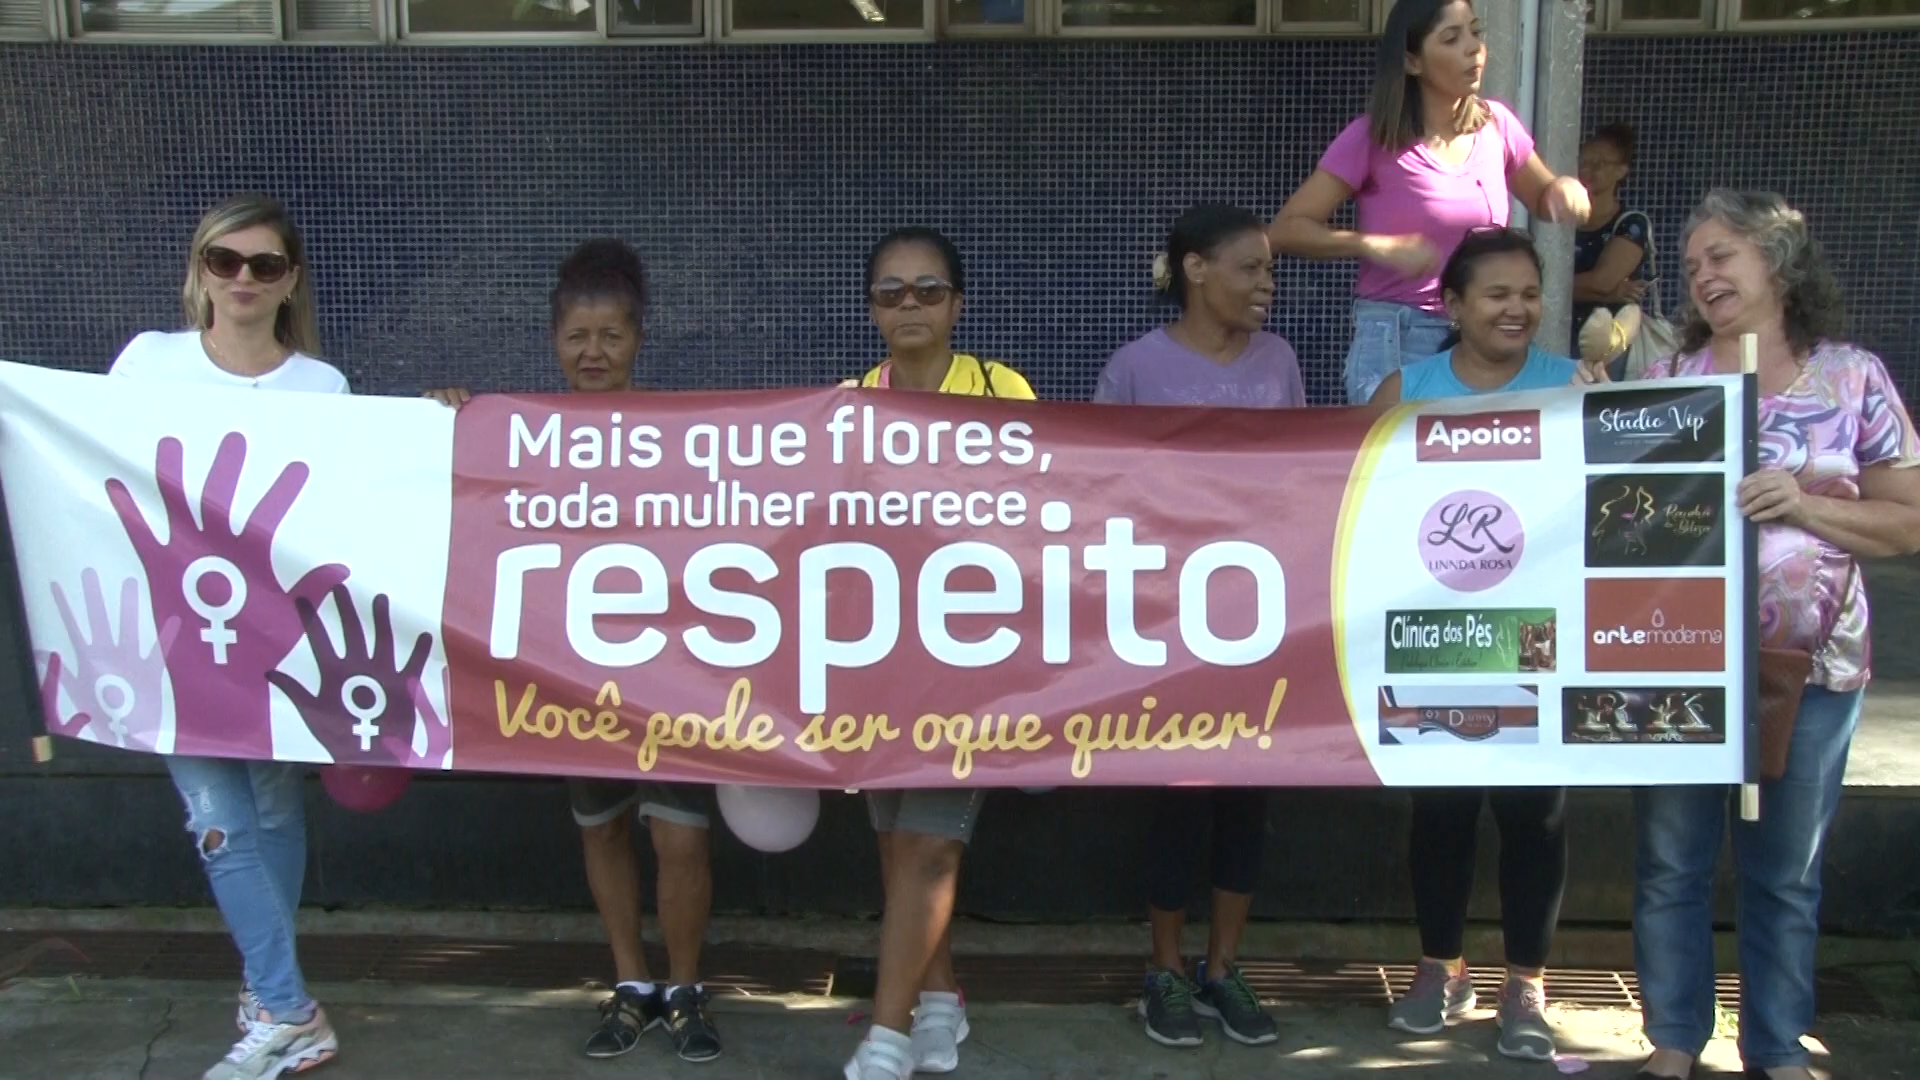 Mais que flores,
toda mulher merece
respeito
Você pode ser oque quiser!
Apoio:
Studio Vip
LR
LINNDA ROSA
Clínica dos Pés
artemoderna
Danny